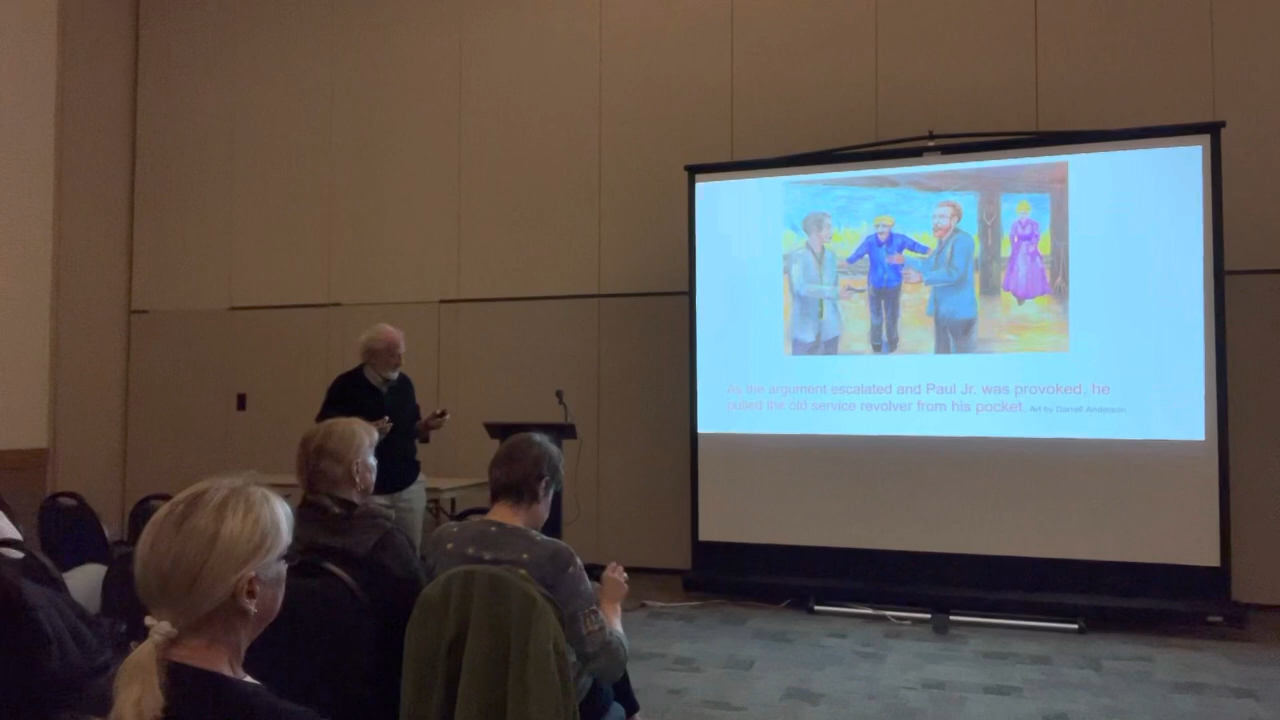 As the argument escalated and Paul Jr. was provoked, he
pulled the old service revolver from his pocket. Art by Darrell Anderson